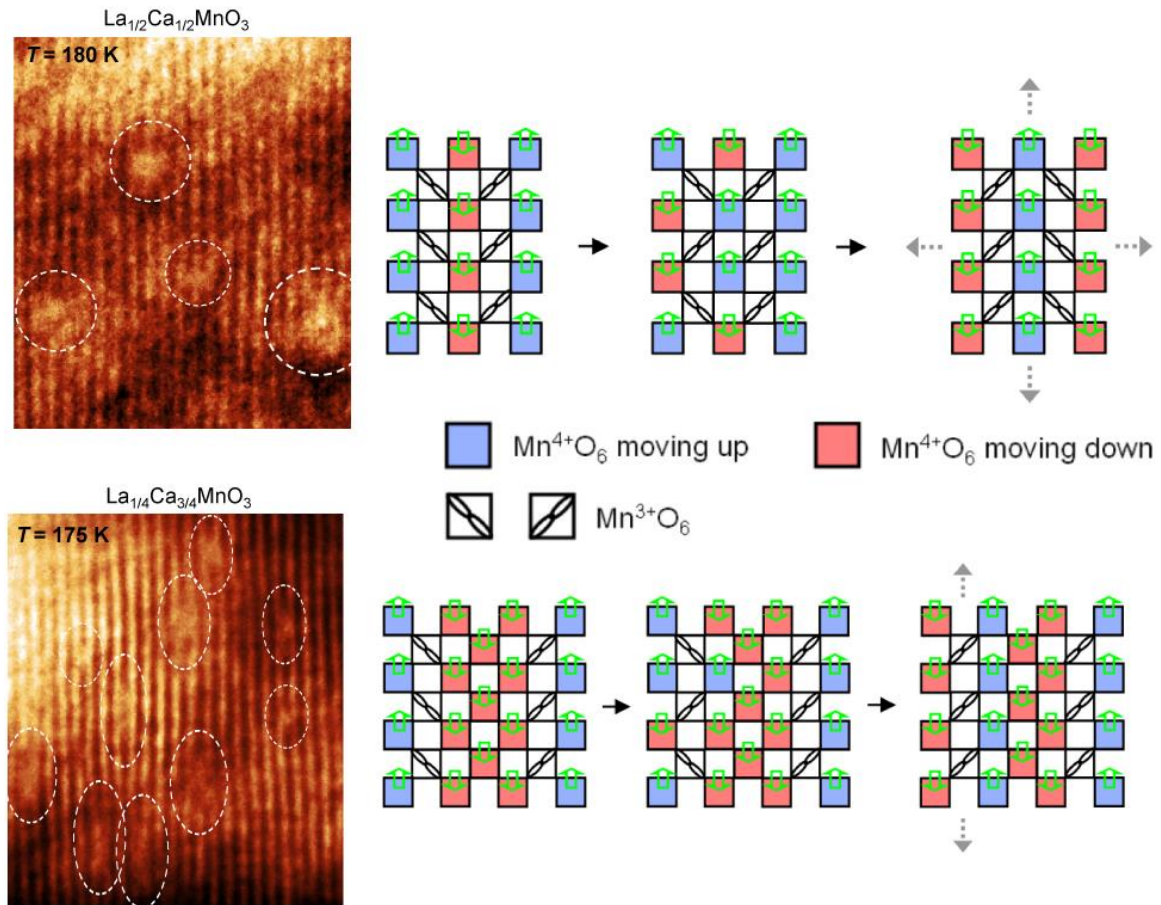 La1/2Ca1/2MnO3
T = 180 K
Mn4+O6 moving up
Mn4+O6 moving down
Mn3+O6
La1/4Ca3/4MnO3
T = 175 K